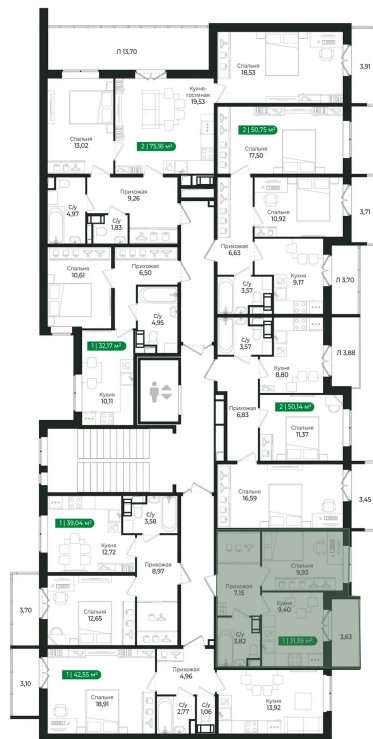 Л 13,70
Спальня
18,53
3,91
Кухня-
гостиная
19,53
Спальня
13,02
2 | 75,16 м²
2 | 50,75 м²
Спальня
17,50
Прихожая
9,26
С/у
4,97
С/у
1,83
Спальня
10,92
3,71
Прихожая
6,63
Спальня
10,61
Прихожая
6,50
С/у
3,57
Кухня
9,17
Л 3,70
С/у
4,95
1 | 32,17 м²
С/у
3,57
Л 3,88
Кухня
8,80
Кухня
10,11
Прихожая
6,83
2 | 50,14 м²
Спальня
11,37
Спальня
16,59
3,45
С/у
3,58
1 | 39,04 м²
Кухня
12,72
Прихожая
8,97
Спальня
9,93
Прихожая
7,15
Кухня
9,40
3,70
Спальня
12,65
С/у
3,82
1 | 31,39 м²
3,63
3,10
1 | 42,55 м²
Прихожая
4,96
Спальня
18,91
С/у
2,77
С/у
1,06
Кухня
13,92